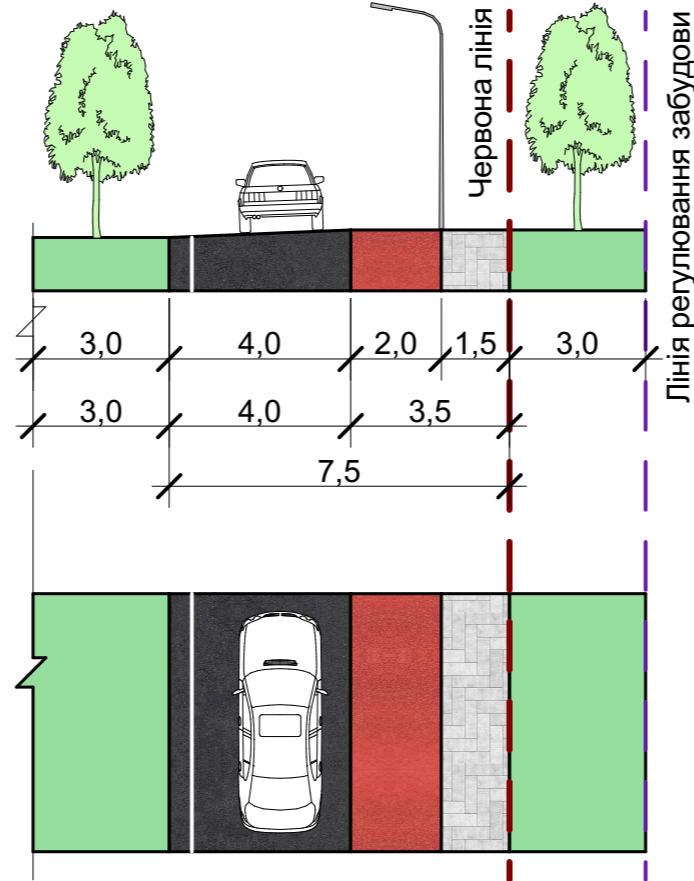 Червона лінія
Лінія регулювання забудови
3,0 4,0 2,0 1,5 3,0
3,0 4,0 3,5
7,5